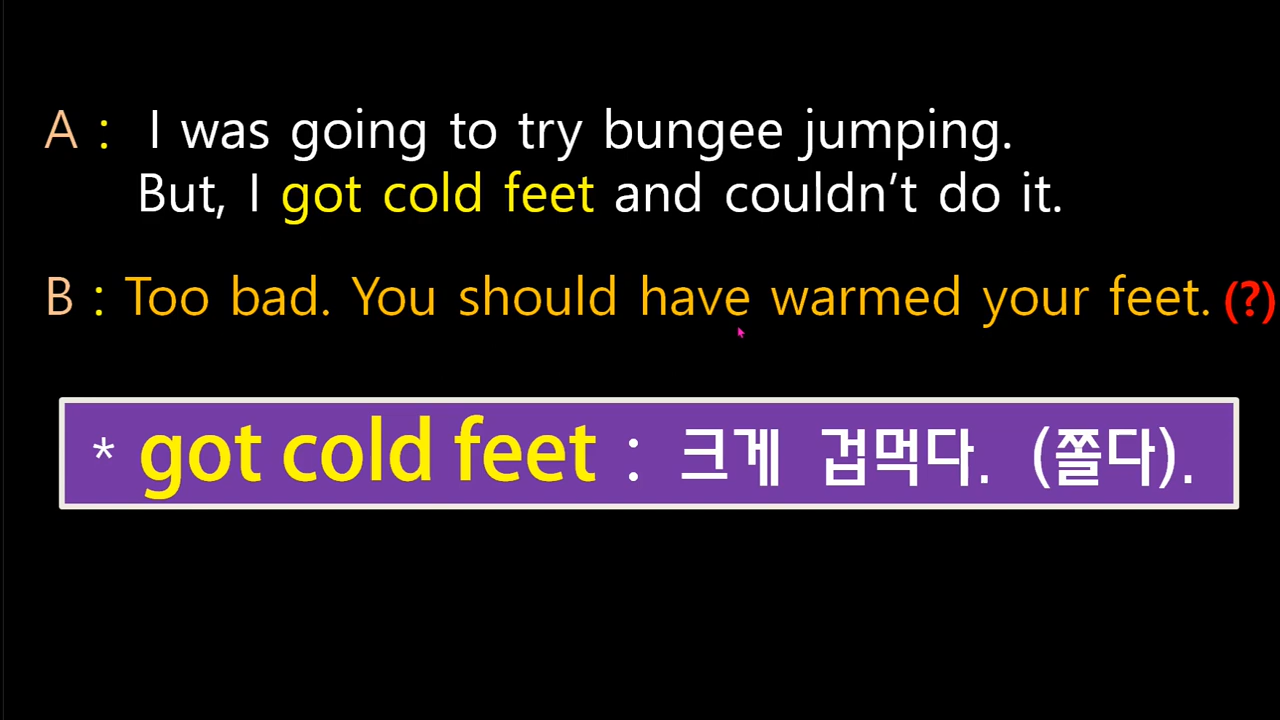 A : I was going to try bungee jumping.
But, I got cold feet and couldn’t do it.
B : Too bad. You should have warmed your feet. (?)
* got cold feet : 크게 겁먹다. (쫄다).